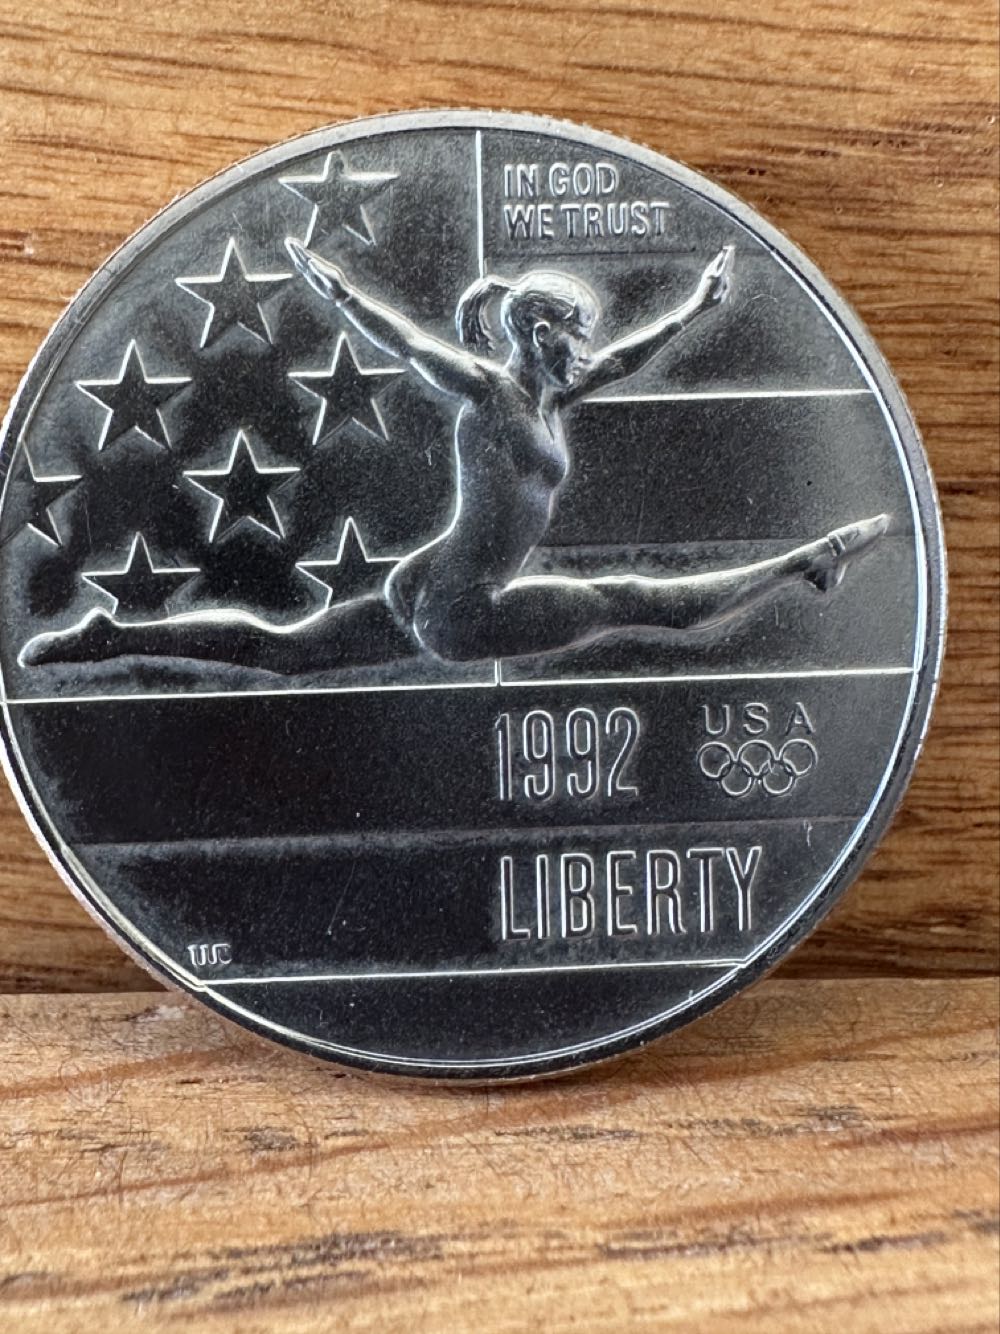 IN GOD
WE TRUST
1992
USA
LIBERTY